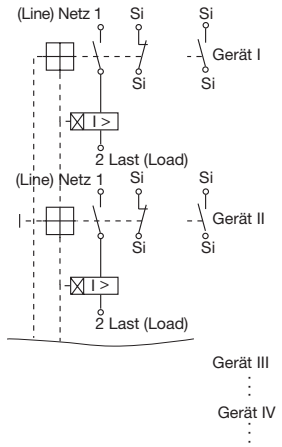 (Line) Netz 1 Si Si
Gerät I
Si Si
I >
2 Last (Load)
(Line) Netz 1 Si Si
Gerät II
Si Si
I >
2 Last (Load)
Gerät III
Gerät IV